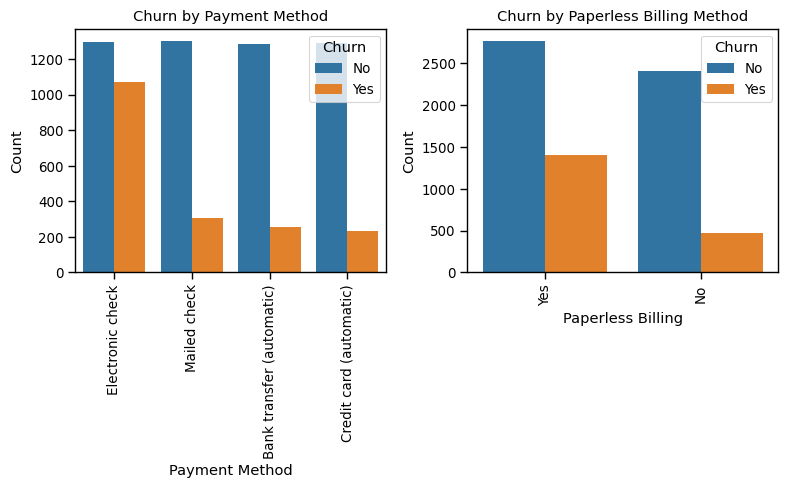 Churn by Payment Method
Count
1200
1000
800
600
400
200
0
Churn
No
Yes
Electronic check
Mailed check
Bank transfer (automatic)
Credit card (automatic)
Payment Method
Churn by Paperless Billing Method
Count
2500
2000
1500
1000
500
0
Churn
No
Yes
Yes
No
Paperless Billing